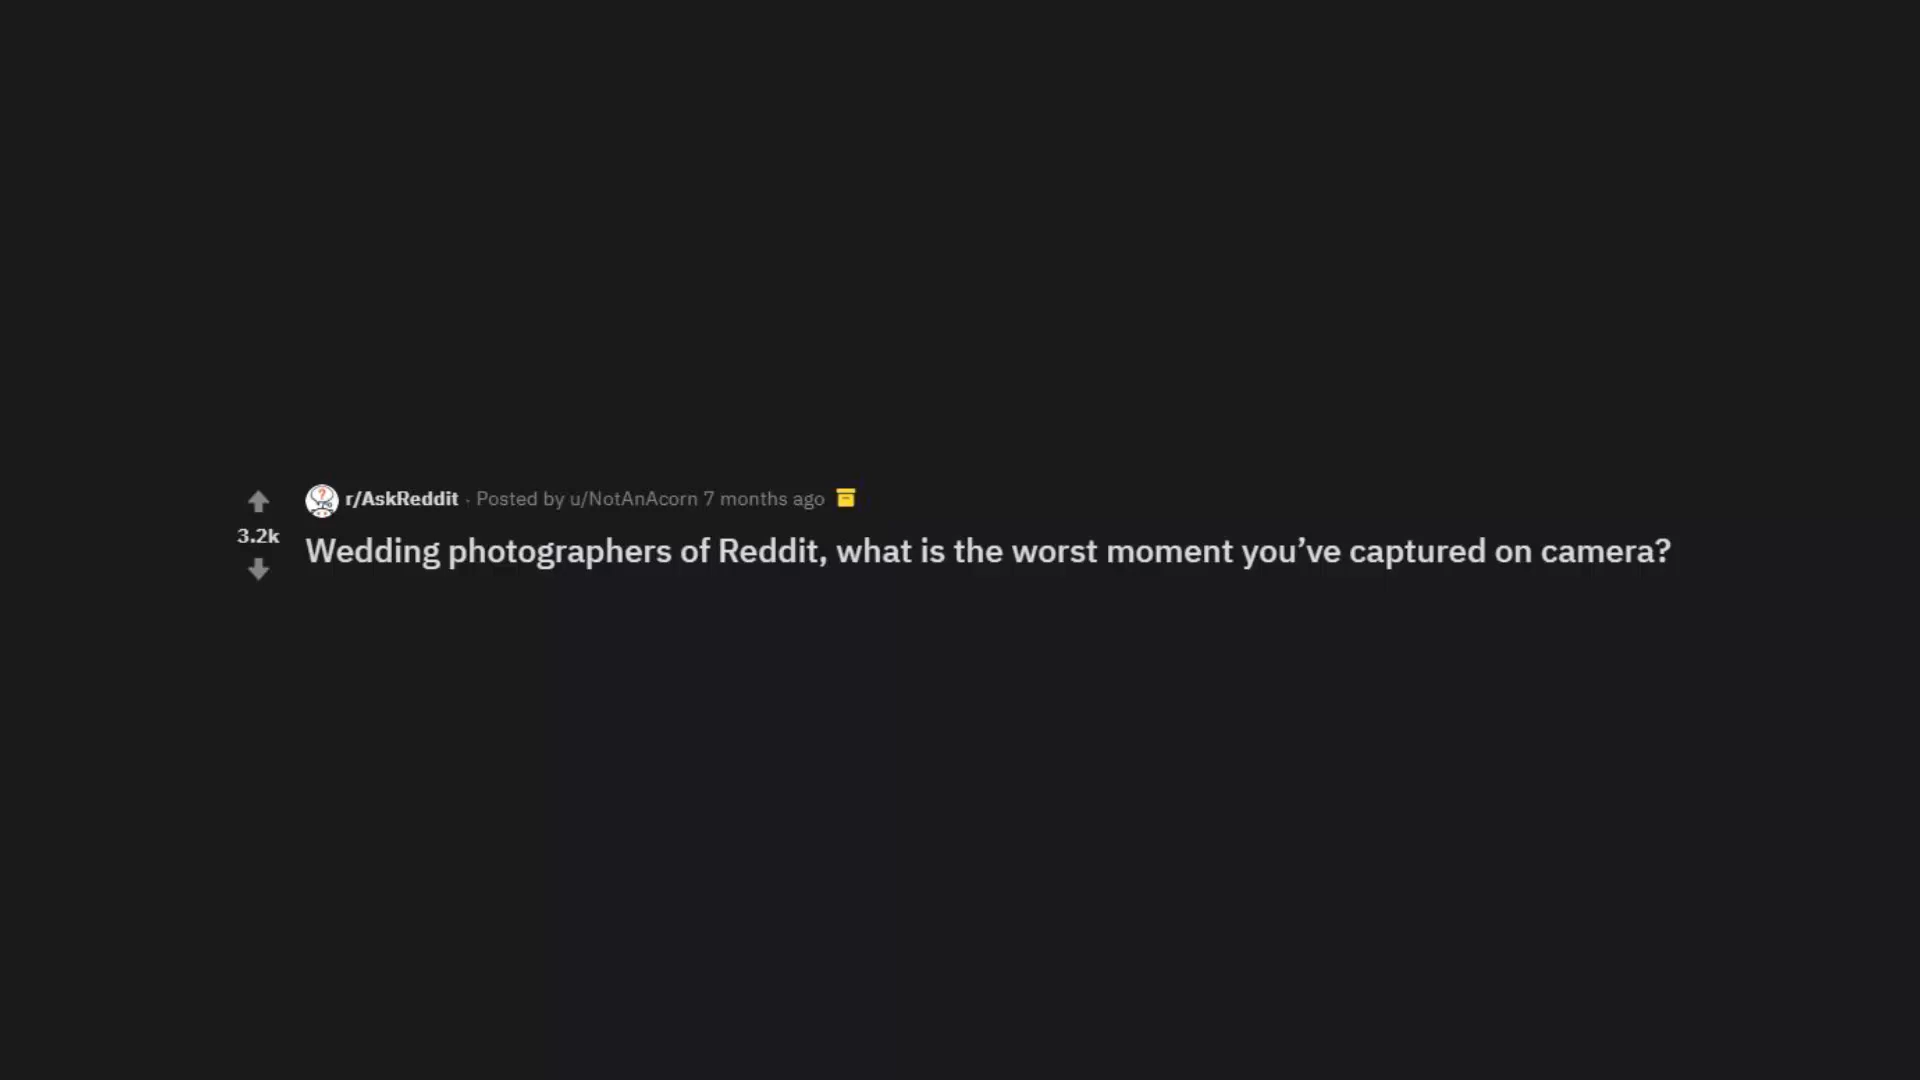 r/AskReddit · Posted by u/NotAnAcorn 7 months ago
3.2k
Wedding photographers of Reddit, what is the worst moment you’ve captured on camera?